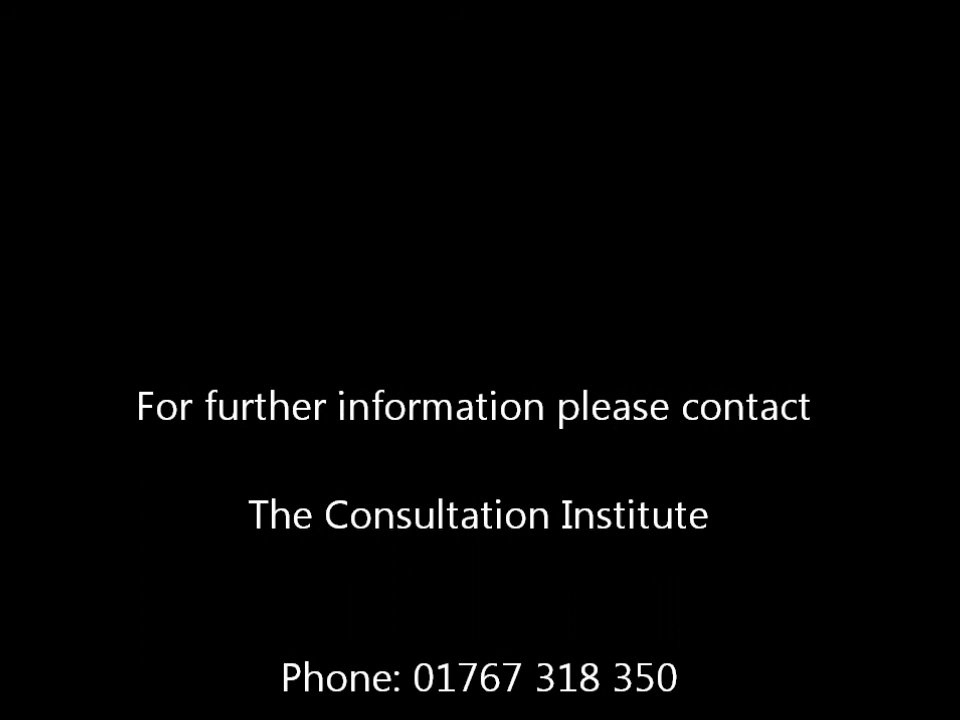 For further information please contact
The Consultation Institute
Phone: 01767 318 350